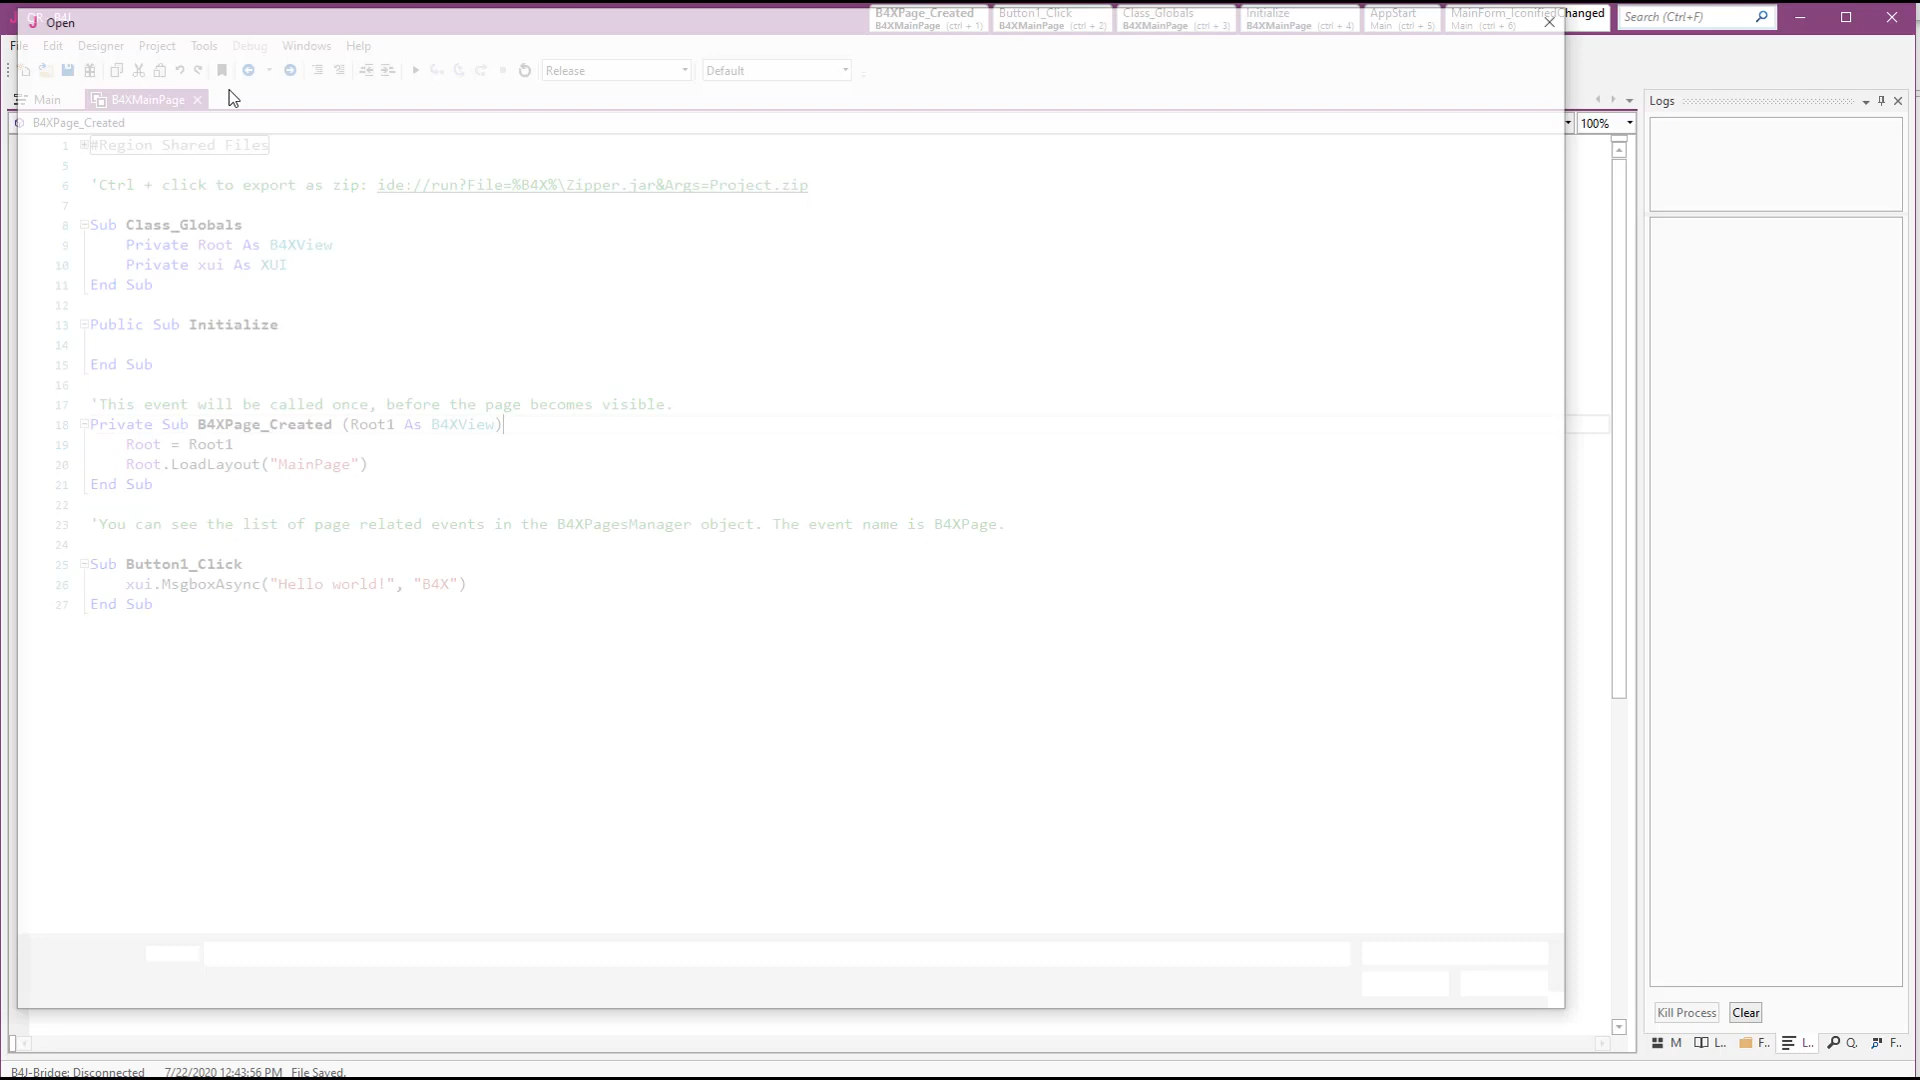 Open
B4XPage_Created Button1_Click Class_Globals Initialize AppStart MainForm_IconifiedChanged
B4XMainPage (ctrl + 1) B4XMainPage (ctrl + 2) B4XMainPage (ctrl + 3) B4XMainPage (ctrl + 4) Main (ctrl + 5) Main (ctrl + 6)
Search (Ctrl+F)
File Edit Designer Project Tools Debug Windows Help
Release Default
Main B4XMainPage
Logs
B4XPage_Created
100%
1 #Region Shared Files
5
6 'Ctrl + click to export as zip: ide://run?File=%B4X%\Zipper.jar&Args=Project.zip
7
8 Sub Class_Globals
9 Private Root As B4XView
10 Private xui As XUI
11 End Sub
12
13 Public Sub Initialize
14
15 End Sub
16
17 'This event will be called once, before the page becomes visible.
18 Private Sub B4XPage_Created (Root1 As B4XView)
19 Root = Root1
20 Root.LoadLayout("MainPage")
21 End Sub
22
23 'You can see the list of page related events in the B4XPagesManager object. The event name is B4XPage.
24
25 Sub Button1_Click
26 xui.MsgboxAsync("Hello world!", "B4X")
27 End Sub
Kill Process Clear
M L.. F.. L.. Q. F..
B4J-Bridge: Disconnected 7/22/2020 12:43:56 PM File Saved.